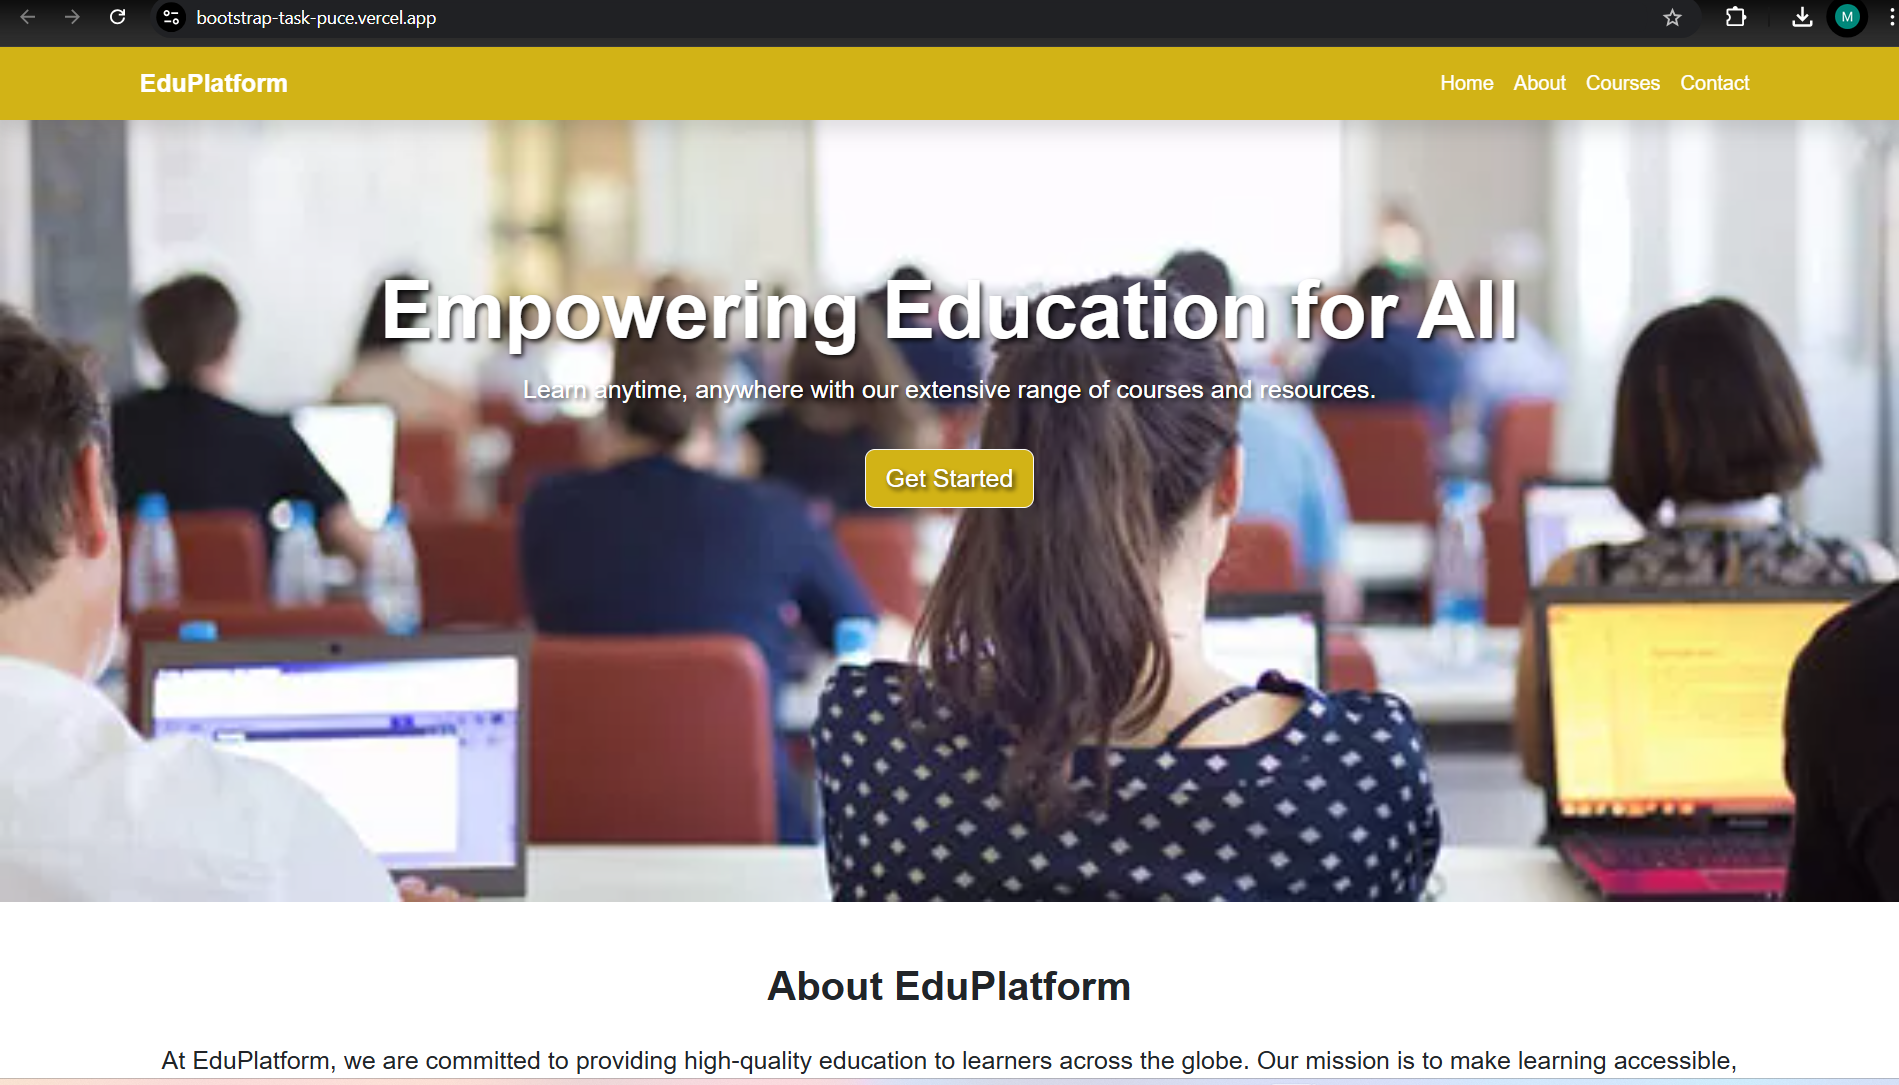 bootstrap-task-puce.vercel.app
M
EduPlatform
Home About Courses Contact
Empowering Education for All
Learn anytime, anywhere with our extensive range of courses and resources.
Get Started
About EduPlatform
At EduPlatform, we are committed to providing high-quality education to learners across the globe. Our mission is to make learning accessible,